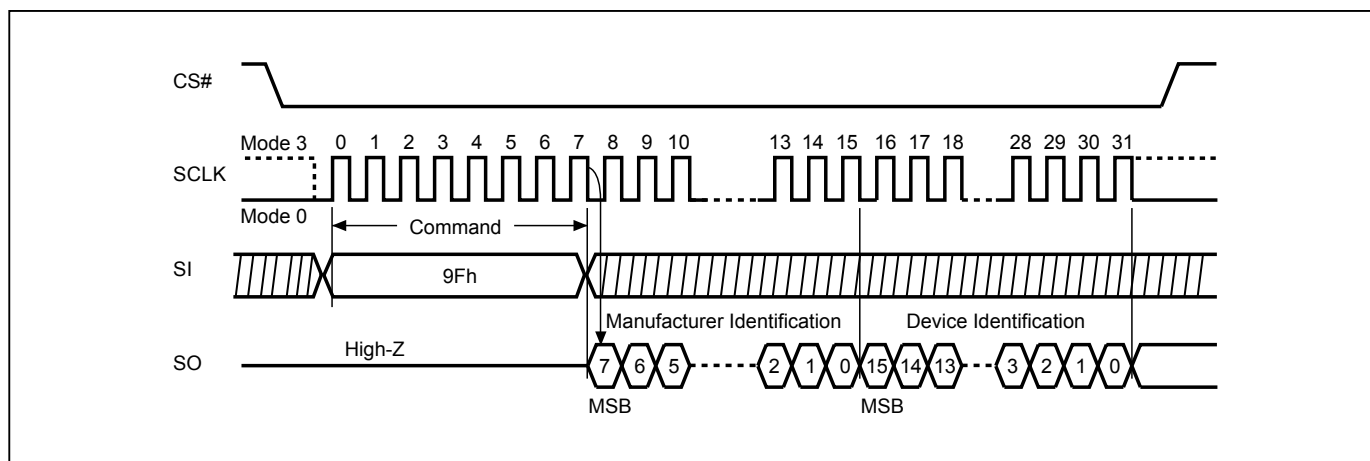 CS#
Mode 3
0 1 2 3 4 5 6 7 8 9 10 13 14 15 16 17 18 28 29 30 31
SCLK
Mode 0
Command
SI
9Fh
Manufacturer Identification Device Identification
High-Z
SO
7 6 5 2 1 0 15 14 13 3 2 1 0
MSB MSB